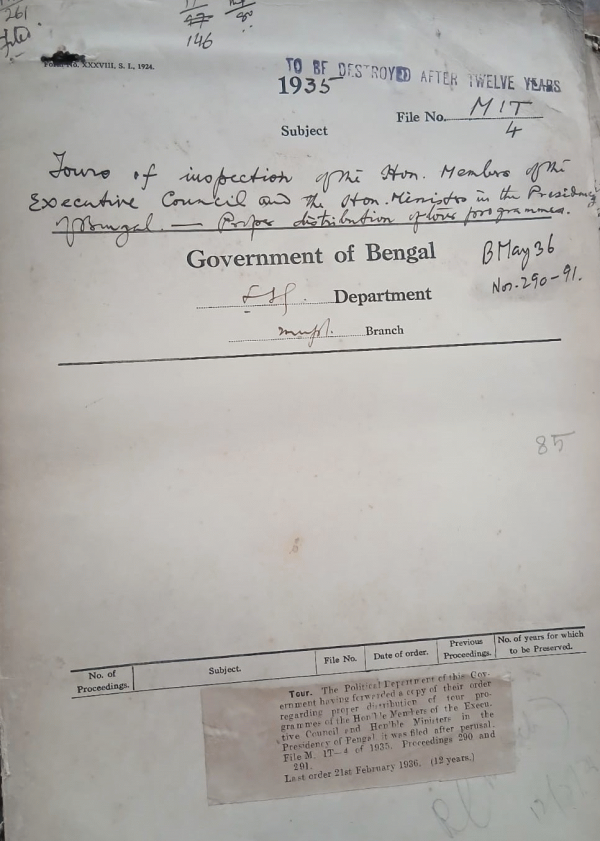 261
47
146
Form No. XXXVIII, S. I., 1924.
TO BE DESTROYED AFTER TWELVE YEARS
1935
File No. MIT
4
Subject
Tours of inspection of the Hon. Members of the
Executive Council and the Hon. Ministers in the Presidency
of Bengal. — Proper distribution of tour programmes.
Government of Bengal
B May 36
Nos. 290-91.
Department
Branch
85
No. of Proceedings.
Subject.
File No.
Date of order.
Previous Proceedings.
No. of years for which to be Preserved.
Tour. The Political Department of this Gov-
ernment having forwarded a copy of their order
regarding proper distribution of tour pro-
grammes of the Hon'ble Members of the Execu-
tive Council and Hon'ble Ministers in the
Presidency of Bengal it was filed after perusal.
File M. 1T—4 of 1935. Proceedings 290 and
291.
Last order 21st February 1936. (12 years.)